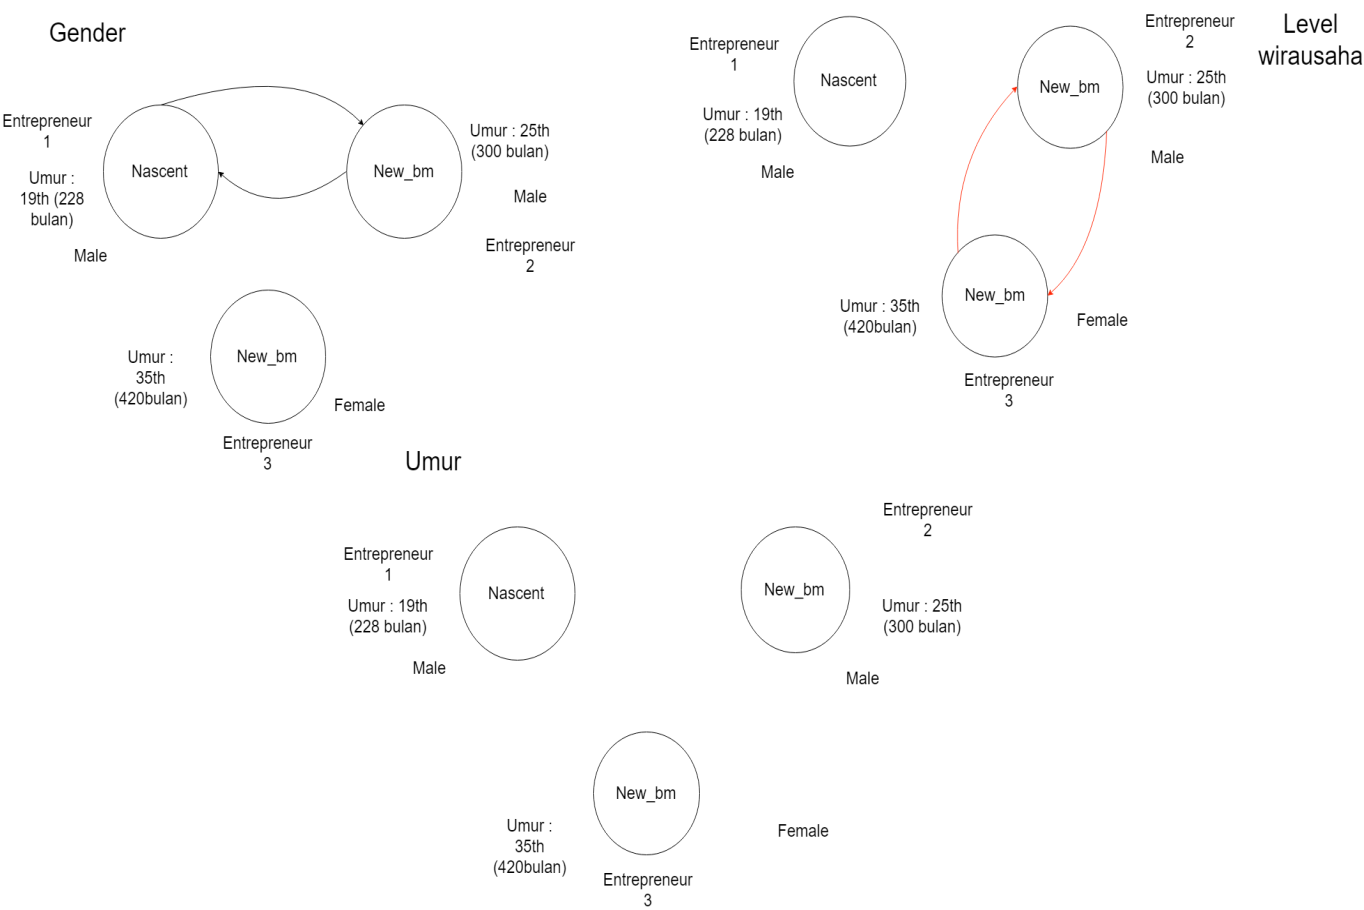 Gender
Entrepreneur
1
Umur :
19th (228
bulan)
Male
Nascent
New_bm
Umur : 25th
(300 bulan)
Male
Entrepreneur
2
Umur :
35th
(420bulan)
New_bm
Female
Entrepreneur
3
Level
wirausaha
Entrepreneur
1
Umur : 19th
(228 bulan)
Male
Nascent
New_bm
Entrepreneur
2
Umur : 25th
(300 bulan)
Male
Umur : 35th
(420bulan)
New_bm
Female
Entrepreneur
3
Umur
Entrepreneur
1
Umur : 19th
(228 bulan)
Male
Nascent
New_bm
Entrepreneur
2
Umur : 25th
(300 bulan)
Male
Umur :
35th
(420bulan)
New_bm
Female
Entrepreneur
3